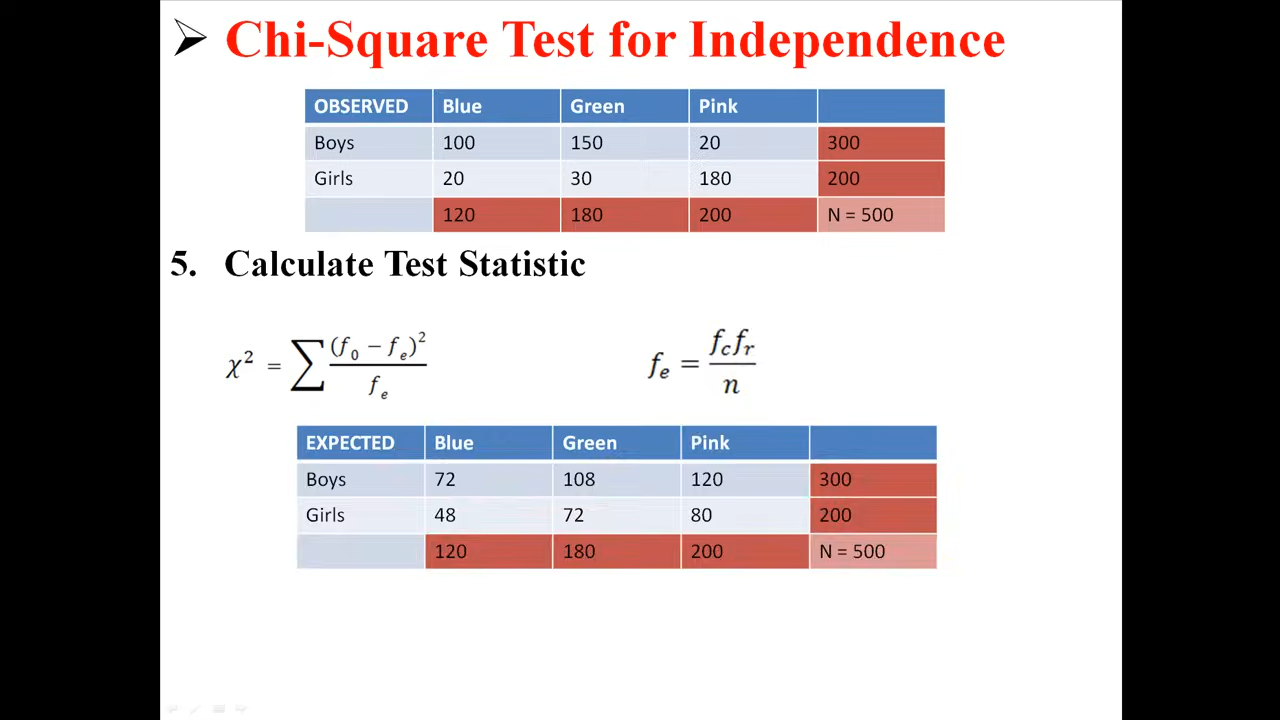 ➢ Chi-Square Test for Independence
OBSERVED Blue Green Pink
Boys 100 150 20 300
Girls 20 30 180 200
120 180 200 N = 500
5. Calculate Test Statistic
χ² = ∑ (f₀ − fₑ)² / fₑ
fₑ = f_c f_r / n
EXPECTED Blue Green Pink
Boys 72 108 120 300
Girls 48 72 80 200
120 180 200 N = 500